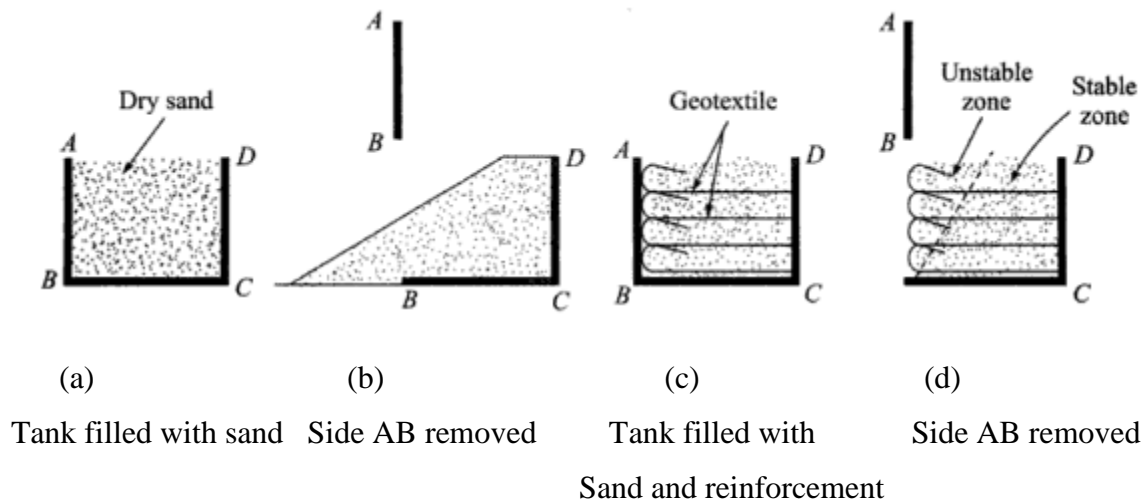 A
B
Dry sand
A
D
B
C
D
B
C
Geotextile
A
D
B
C
A
B
Unstable
zone
Stable
zone
D
C
(a)
(b)
(c)
(d)
Tank filled with sand
Side AB removed
Tank filled with
Side AB removed
Sand and reinforcement